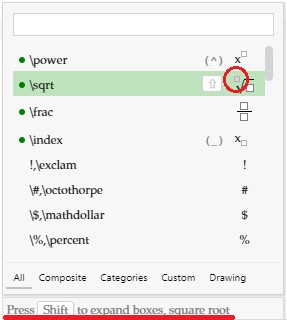 \power (^) x
\sqrt ⇧ √
\frac
\index (_) x
!,\exclam !
\#,\octothorpe #
\$,\mathdollar $
\%,\percent %
All Composite Categories Custom Drawing
Press Shift to expand boxes, square root